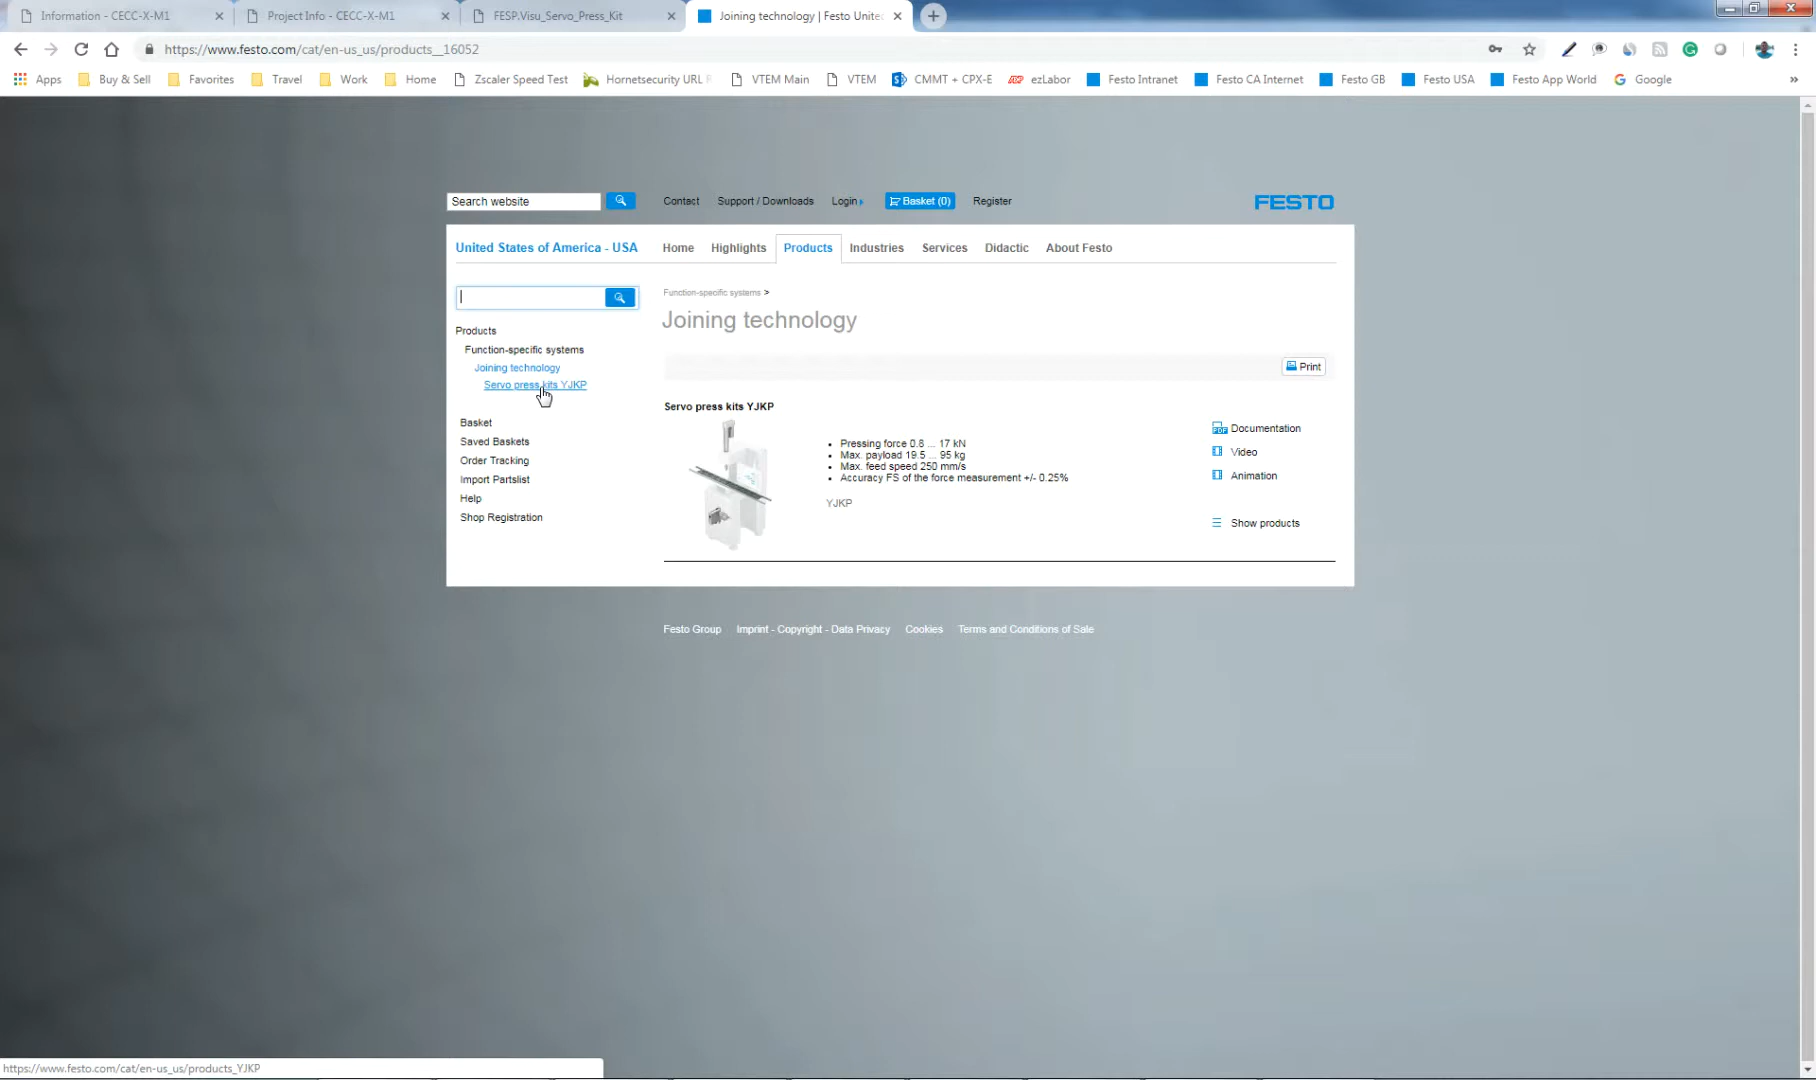 Information - CECC-X-M1
Project Info - CECC-X-M1
FESP.Visu_Servo_Press_Kit
Joining technology | Festo Unite
https://www.festo.com/cat/en-us_us/products__16052
Apps Buy & Sell Favorites Travel Work Home Zscaler Speed Test Hornetsecurity URL VTEM Main VTEM CMMT + CPX-E ezLabor Festo Intranet Festo CA Internet Festo GB Festo USA Festo App World Google
Search website Contact Support / Downloads Login Basket (0) Register FESTO
United States of America - USA Home Highlights Products Industries Services Didactic About Festo
Function-specific systems >
Joining technology
Products
Function-specific systems
Joining technology
Servo press kits YJKP
Basket
Saved Baskets
Order Tracking
Import Partslist
Help
Shop Registration
Print
Servo press kits YJKP
Pressing force 0.8 ... 17 kN
Max. payload 19.5 ... 95 kg
Max. feed speed 250 mm/s
Accuracy FS of the force measurement +/- 0.25%
YJKP
PDF Documentation
Video
Animation
Show products
Festo Group Imprint - Copyright - Data Privacy Cookies Terms and Conditions of Sale
https://www.festo.com/cat/en-us_us/products_YJKP